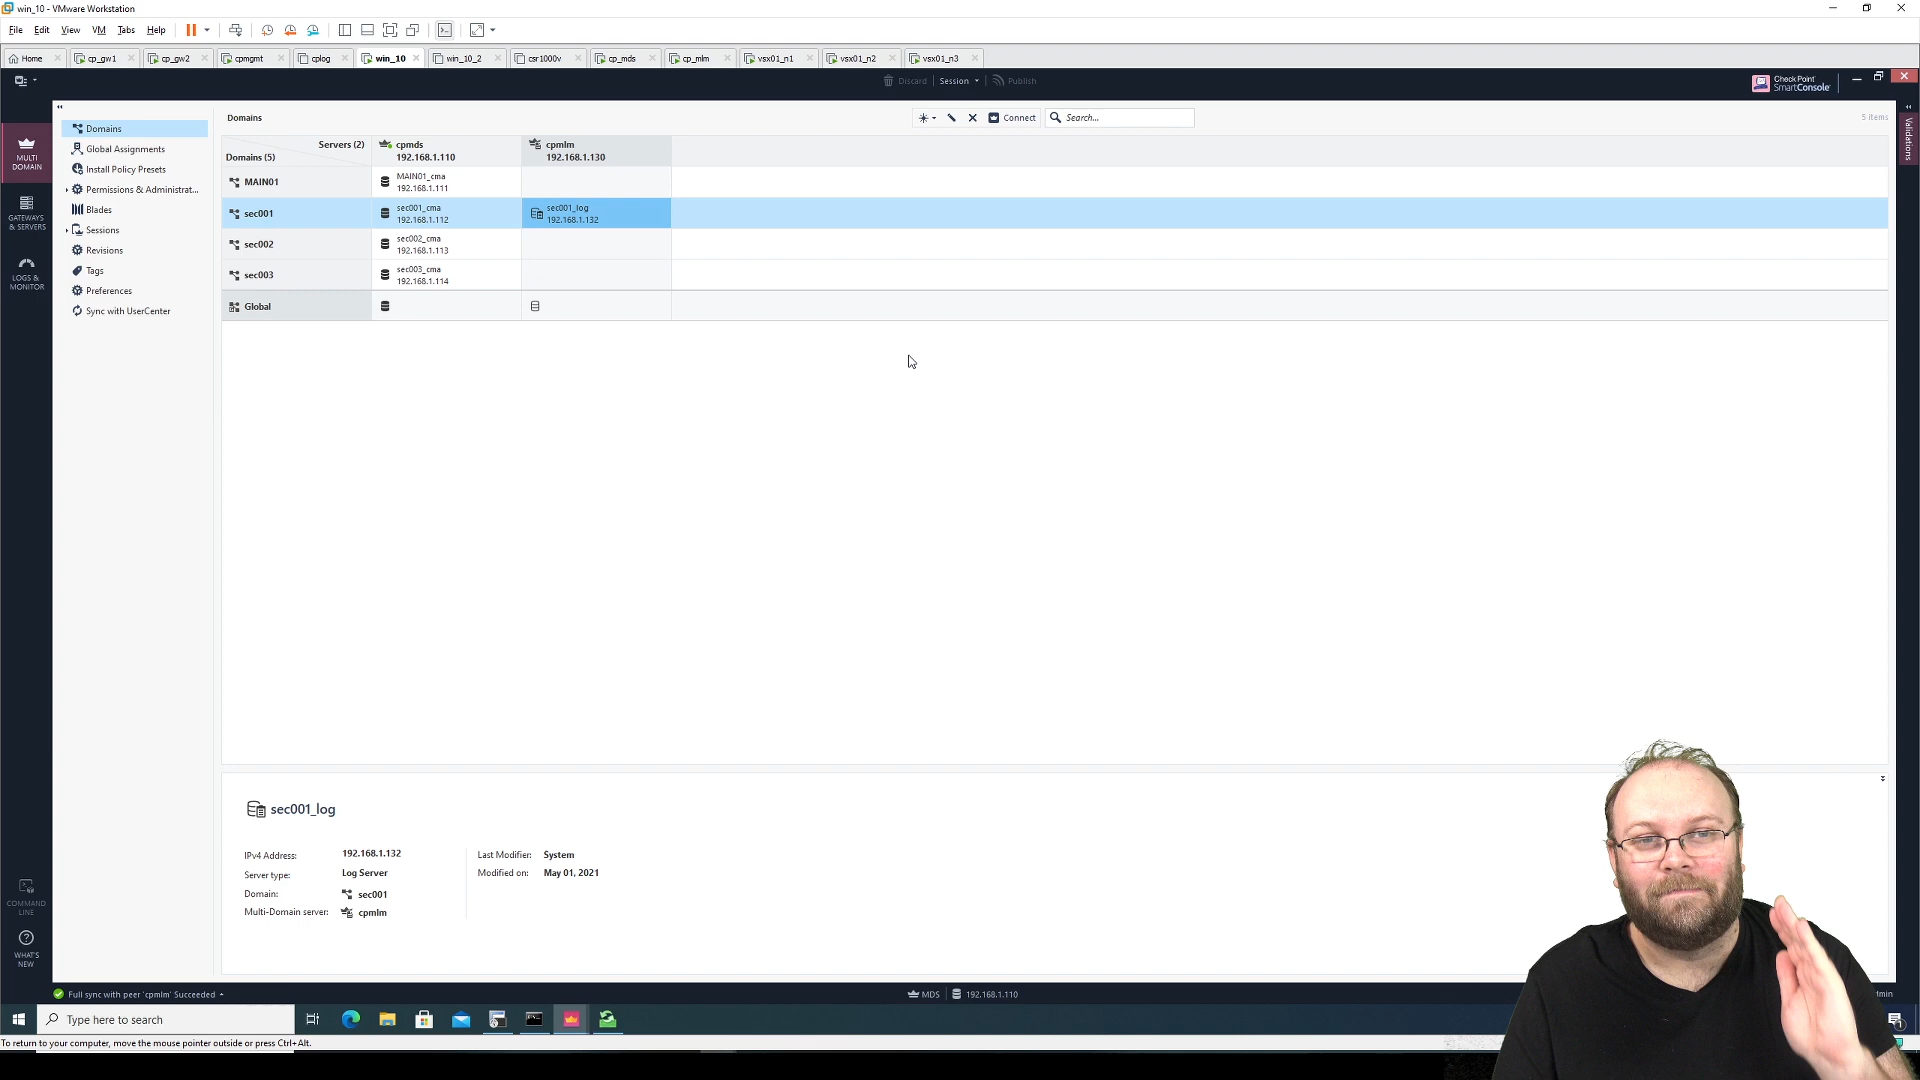 win_10 - VMware Workstation
File Edit View VM Tabs Help
Home cp_gw1 cp_gw2 cpmgmt cplog win_10 win_10_2 csr1000v cp_mds cp_mlm vsx01_n1 vsx01_n2 vsx01_n3
Discard Session Publish
Check Point
SmartConsole
Domains
Connect
Search...
5 items
Validations
MULTI
DOMAIN
GATEWAYS
& SERVERS
LOGS &
MONITOR
COMMAND
LINE
WHAT'S
NEW
Domains
Global Assignments
Install Policy Presets
Permissions & Administrat...
Blades
Sessions
Revisions
Tags
Preferences
Sync with UserCenter
Servers (2)
Domains (5)
cpmds
192.168.1.110
cpmlm
192.168.1.130
MAIN01
MAIN01_cma
192.168.1.111
sec001
sec001_cma
192.168.1.112
sec001_log
192.168.1.132
sec002
sec002_cma
192.168.1.113
sec003
sec003_cma
192.168.1.114
Global
sec001_log
IPv4 Address: 192.168.1.132
Server type: Log Server
Domain: sec001
Multi-Domain server: cpmlm
Last Modifier: System
Modified on: May 01, 2021
Full sync with peer 'cpmlm' Succeeded
MDS 192.168.1.110
Type here to search
To return to your computer, move the mouse pointer outside or press Ctrl+Alt.